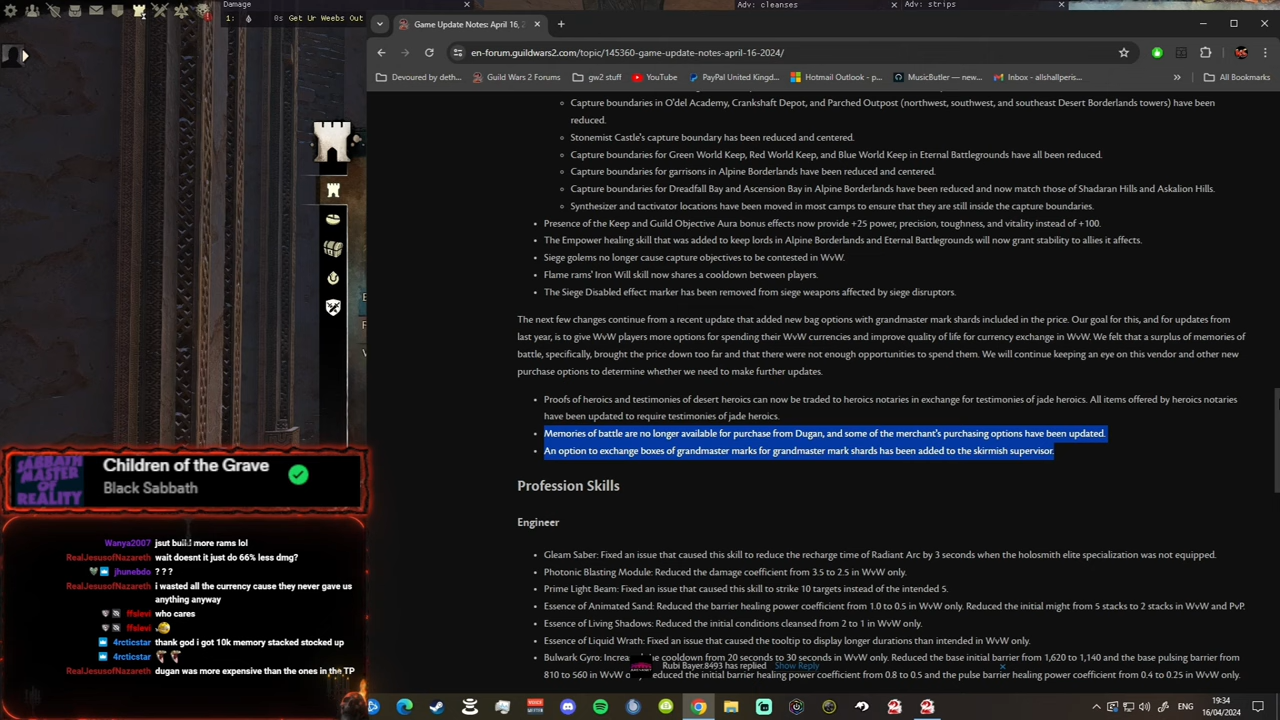 Damage
1: 0s Get Ur Weebs Out
Adv: cleanses
Adv: strips
Game Update Notes: April 16, 2
en-forum.guildwars2.com/topic/145360-game-update-notes-april-16-2024/
Devoured by deth... Guild Wars 2 Forums gw2 stuff YouTube PayPal United Kingd... Hotmail Outlook - p... MusicButler — new... Inbox - allshallperis... » All Bookmarks
Capture boundaries in O'del Academy, Crankshaft Depot, and Parched Outpost (northwest, southwest, and southeast Desert Borderlands towers) have been
reduced.
Stonemist Castle's capture boundary has been reduced and centered.
Capture boundaries for Green World Keep, Red World Keep, and Blue World Keep in Eternal Battlegrounds have all been reduced.
Capture boundaries for garrisons in Alpine Borderlands have been reduced and centered.
Capture boundaries for Dreadfall Bay and Ascension Bay in Alpine Borderlands have been reduced and now match those of Shadaran Hills and Askalion Hills.
Synthesizer and tactivator locations have been moved in most camps to ensure that they are still inside the capture boundaries.
Presence of the Keep and Guild Objective Aura bonus effects now provide +25 power, precision, toughness, and vitality instead of +100.
The Empower healing skill that was added to keep lords in Alpine Borderlands and Eternal Battlegrounds will now grant stability to allies it affects.
Siege golems no longer cause capture objectives to be contested in WvW.
Flame rams' Iron Will skill now shares a cooldown between players.
The Siege Disabled effect marker has been removed from siege weapons affected by siege disruptors.
The next few changes continue from a recent update that added new bag options with grandmaster mark shards included in the price. Our goal for this, and for updates from
last year, is to give WvW players more options for spending their WvW currencies and improve quality of life for currency exchange in WvW. We felt that a surplus of memories of
battle, specifically, brought the price down too far and that there were not enough opportunities to spend them. We will continue keeping an eye on this vendor and other new
purchase options to determine whether we need to make further updates.
Proofs of heroics and testimonies of desert heroics can now be traded to heroics notaries in exchange for testimonies of jade heroics. All items offered by heroics notaries
have been updated to require testimonies of jade heroics.
Memories of battle are no longer available for purchase from Dugan, and some of the merchant's purchasing options have been updated.
An option to exchange boxes of grandmaster marks for grandmaster mark shards has been added to the skirmish supervisor.
Profession Skills
Engineer
Gleam Saber: Fixed an issue that caused this skill to reduce the recharge time of Radiant Arc by 3 seconds when the holosmith elite specialization was not equipped.
Photonic Blasting Module: Reduced the damage coefficient from 3.5 to 2.5 in WvW only.
Prime Light Beam: Fixed an issue that caused this skill to strike 10 targets instead of the intended 5.
Essence of Animated Sand: Reduced the barrier healing power coefficient from 1.0 to 0.5 in WvW only. Reduced the initial might from 5 stacks to 2 stacks in WvW and PvP.
Essence of Living Shadows: Reduced the initial conditions cleansed from 2 to 1 in WvW only.
Essence of Liquid Wrath: Fixed an issue that caused the tooltip to display longer durations than intended in WvW only.
Bulwark Gyro: Increa e cooldown from 20 seconds to 30 seconds in WvW only. Reduced the base initial barrier from 1,620 to 1,140 and the base pulsing barrier from
810 to 560 in WvW o educed the initial barrier healing power coefficient from 0.8 to 0.5 and the pulse barrier healing power coefficient from 0.4 to 0.25 in WvW only.
Rubi Bayer.8493 has replied Show Reply
SABBATH
MASTER
OF
REALITY
Children of the Grave
Black Sabbath
Wanya2007 jsut build more rams lol
RealJesusofNazareth wait doesnt it just do 66% less dmg?
jhunebdo ? ? ?
RealJesusofNazareth i wasted all the currency cause they never gave us
anything anyway
ffslevi who cares
ffslevi
4rcticstar thank god i got 10k memory stacked stocked up
4rcticstar
RealJesusofNazareth dugan was more expensive than the ones in the TP
19:34
16/04/2024